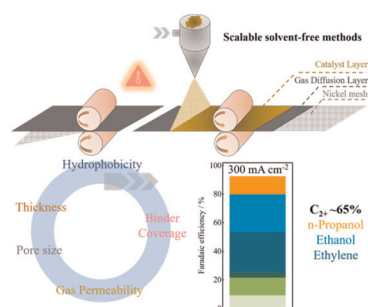 Scalable solvent-free methods
Catalyst Layer
Gas Diffusion Layer
Nickel mesh
Hydrophobicity
Thickness
Binder
Coverage
Pore size
Gas Permeability
300 mA cm⁻²
Faradaic efficiency / %
100
80
60
40
20
0
C₂₊ ~65%
n-Propanol
Ethanol
Ethylene